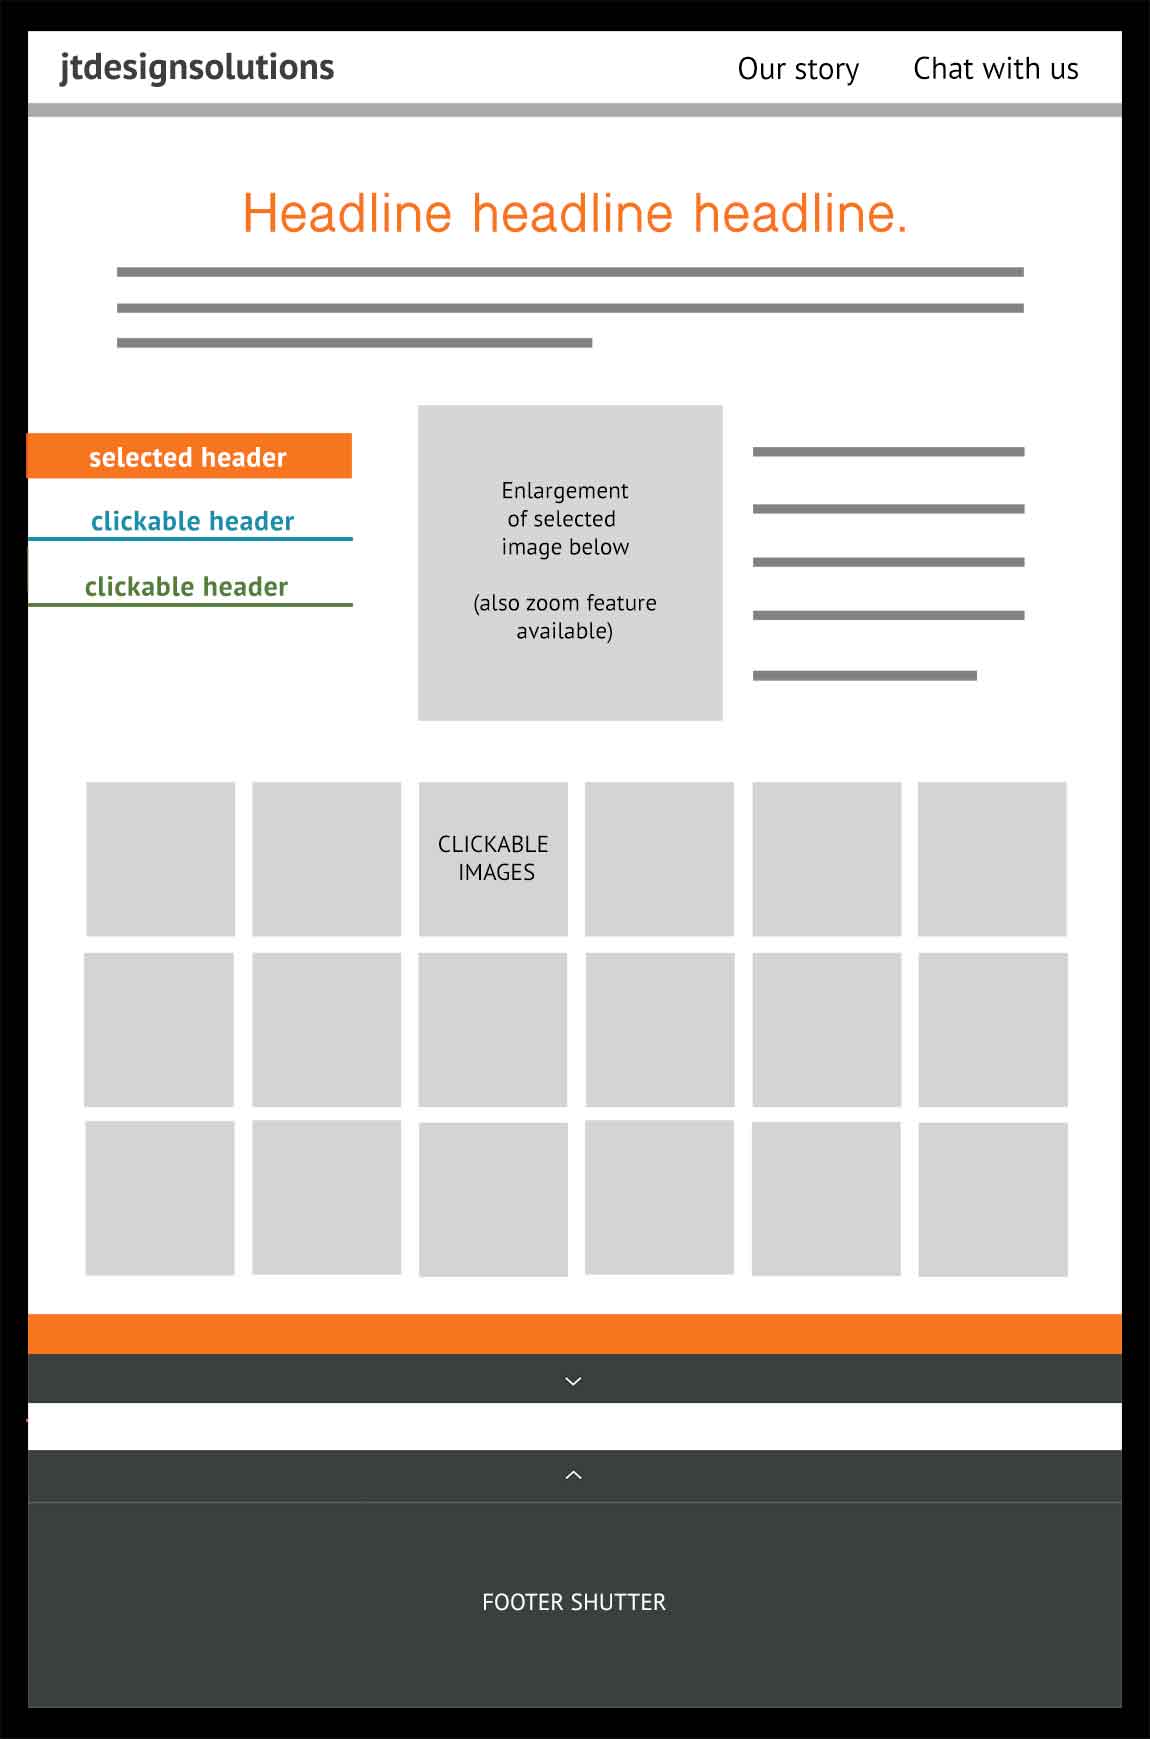 jtdesignsolutions
Our story
Chat with us
Headline headline headline.
selected header
clickable header
clickable header
Enlargement
of selected
image below
(also zoom feature
available)
CLICKABLE
IMAGES
FOOTER SHUTTER